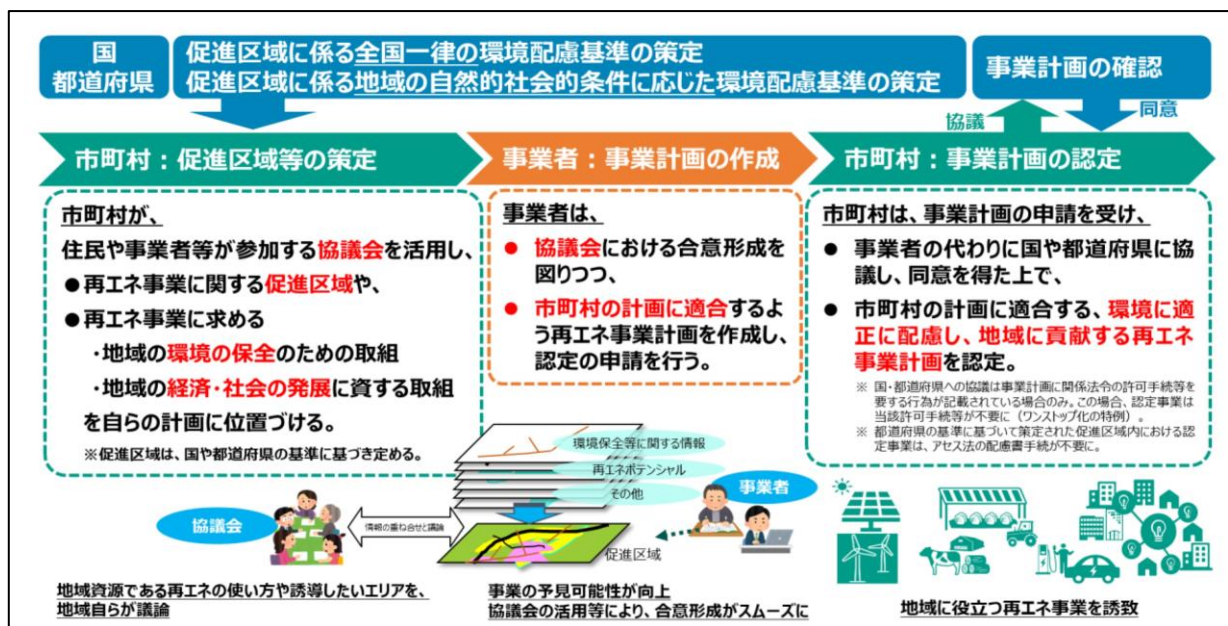 国
都道府県
促進区域に係る全国一律の環境配慮基準の策定
促進区域に係る地域の自然的社会的条件に応じた環境配慮基準の策定
事業計画の確認
協議
同意
市町村：促進区域等の策定
市町村が、
住民や事業者等が参加する協議会を活用し、
●再エネ事業に関する促進区域や、
●再エネ事業に求める
・地域の環境の保全のための取組
・地域の経済・社会の発展に資する取組
を自らの計画に位置づける。
※促進区域は、国や都道府県の基準に基づき定める。
事業者：事業計画の作成
事業者は、
● 協議会における合意形成を
図りつつ、
● 市町村の計画に適合するよ
う再エネ事業計画を作成し、
認定の申請を行う。
市町村：事業計画の認定
市町村は、事業計画の申請を受け、
● 事業者の代わりに国や都道府県に協
議し、同意を得た上で、
● 市町村の計画に適合する、環境に適
正に配慮し、地域に貢献する再エネ
事業計画を認定。
※ 国・都道府県への協議は事業計画に関係法令の許可手続等を
要する行為が記載されている場合のみ。この場合、認定事業は
当該許可手続等が不要に（ワンストップ化の特例）。
※ 都道府県の基準に基づいて策定された促進区域内における認
定事業は、アセス法の配慮書手続が不要に。
協議会
情報の重ね合せと議論
環境保全等に関する情報
再エネポテンシャル
その他
促進区域
事業者
地域資源である再エネの使い方や誘導したいエリアを、
地域自らが議論
事業の予見可能性が向上
協議会の活用等により、合意形成がスムーズに
地域に役立つ再エネ事業を誘致